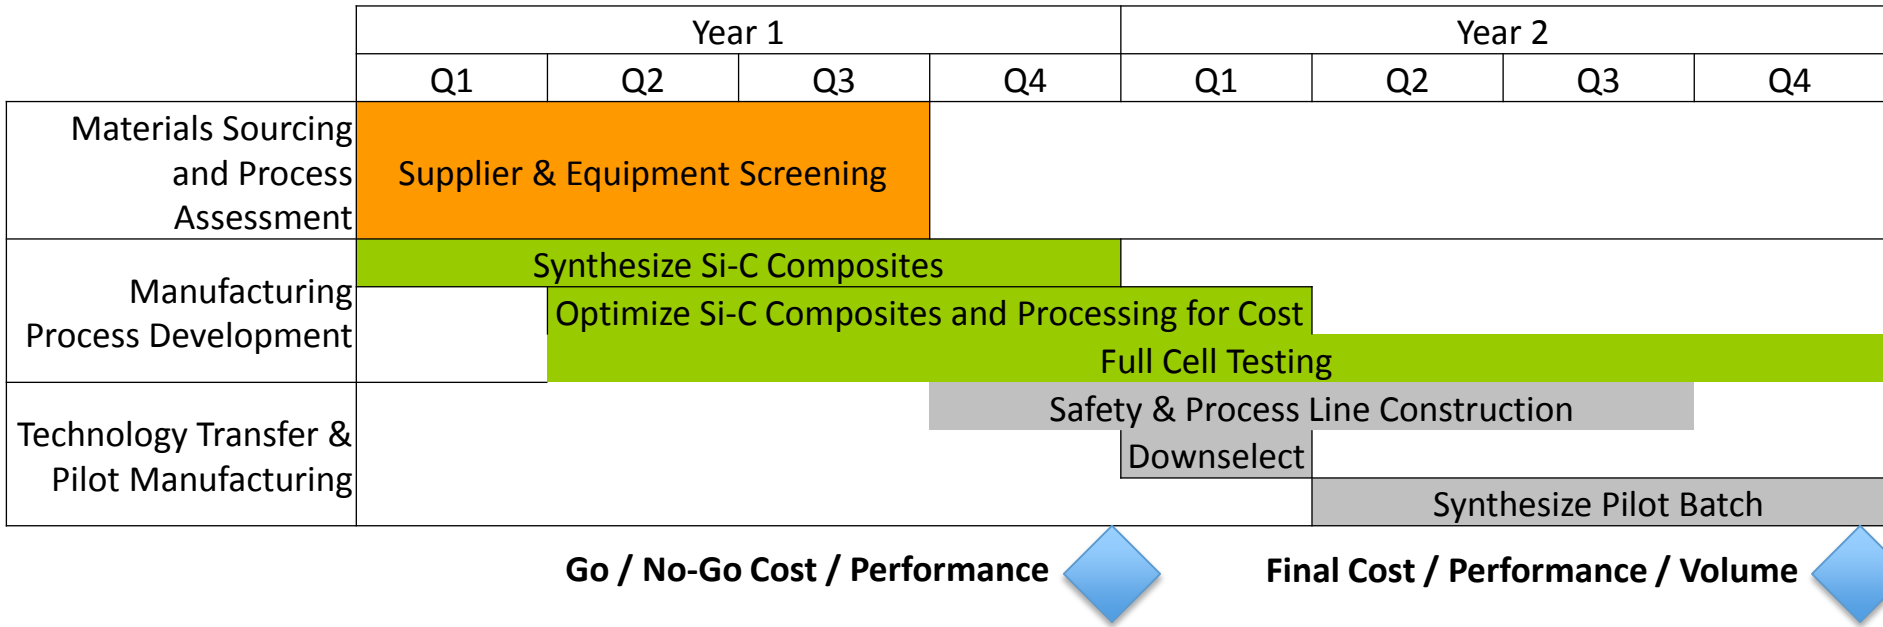 Year 1
Year 2
Q1
Q2
Q3
Q4
Q1
Q2
Q3
Q4
Materials Sourcing
and Process
Assessment
Supplier & Equipment Screening
Manufacturing
Process Development
Synthesize Si-C Composites
Optimize Si-C Composites and Processing for Cost
Full Cell Testing
Technology Transfer &
Pilot Manufacturing
Safety & Process Line Construction
Downselect
Synthesize Pilot Batch
Go / No-Go Cost / Performance
Final Cost / Performance / Volume